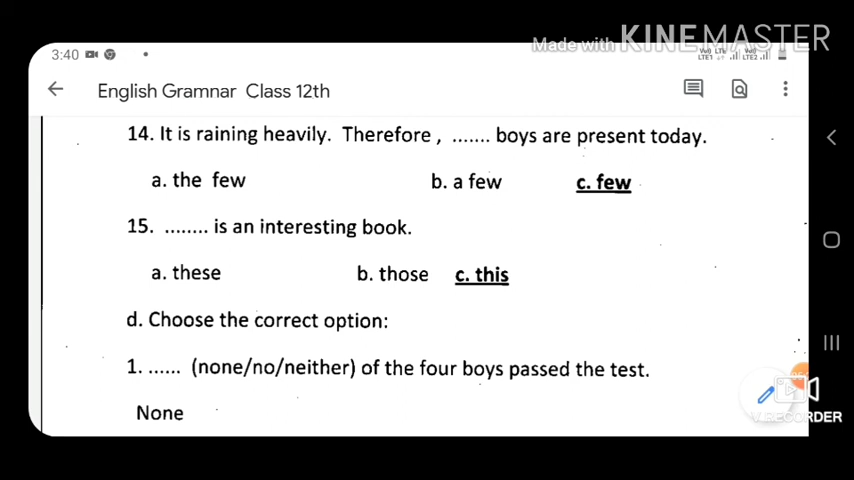 Made with KINEMASTER
3:40
LTE1 LTE2
English Gramnar Class 12th
14. It is raining heavily. Therefore , ....... boys are present today.
a. the few b. a few c. few
15. ........ is an interesting book.
a. these b. those c. this
d. Choose the correct option:
1. ...... (none/no/neither) of the four boys passed the test.
None